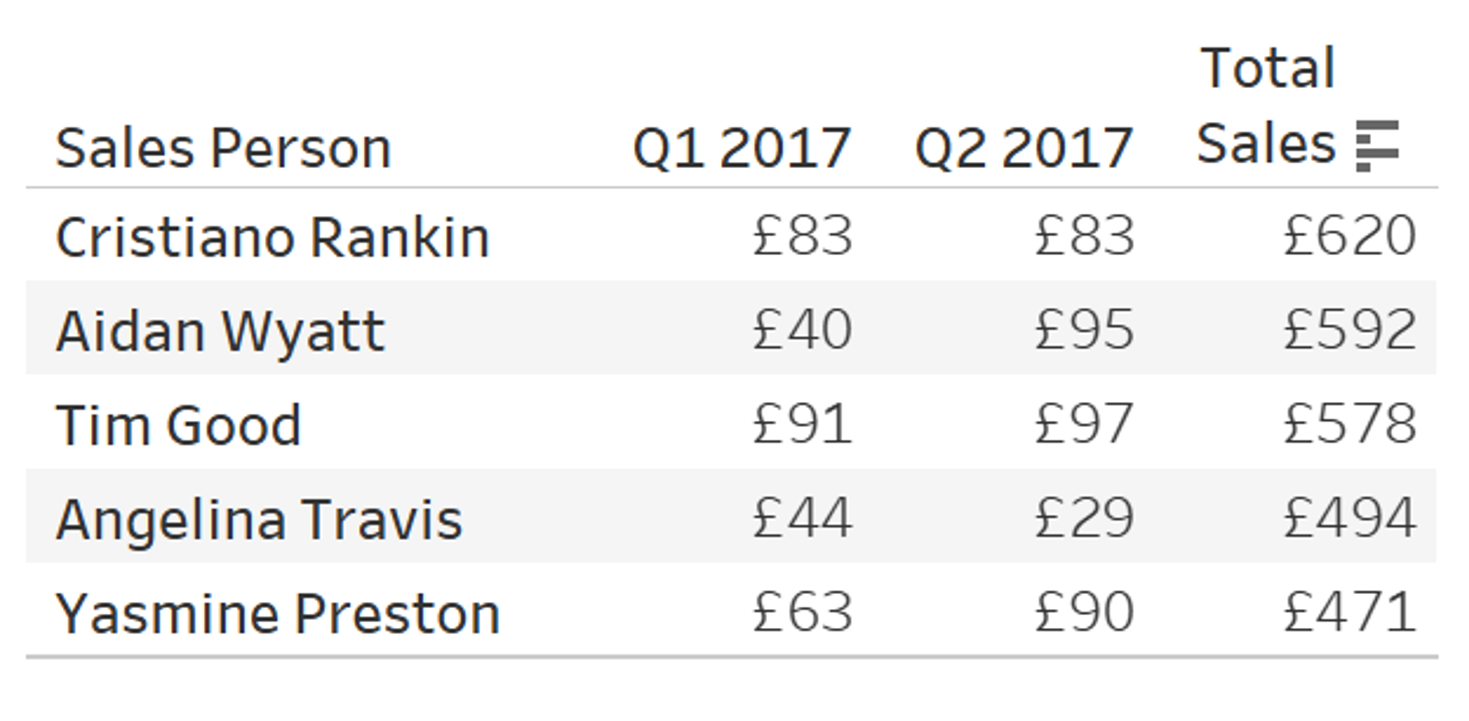 Total
Sales Person Q1 2017 Q2 2017 Sales
Cristiano Rankin £83 £83 £620
Aidan Wyatt £40 £95 £592
Tim Good £91 £97 £578
Angelina Travis £44 £29 £494
Yasmine Preston £63 £90 £471